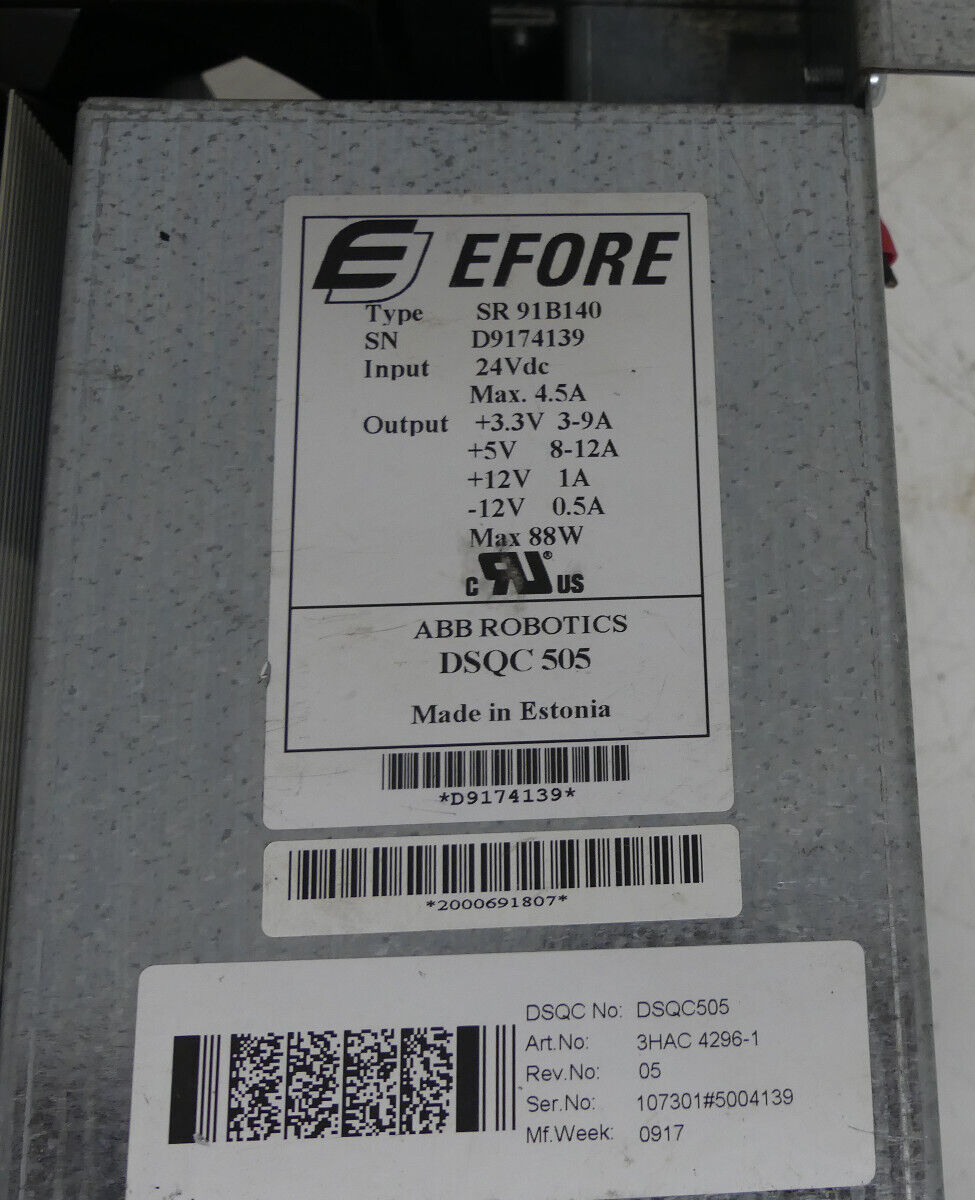 EFORE
Type SR 91B140
SN D9174139
Input 24Vdc
Max. 4.5A
Output +3.3V 3-9A
+5V 8-12A
+12V 1A
-12V 0.5A
Max 88W
c RU® US
ABB ROBOTICS
DSQC 505
Made in Estonia
*D9174139*
*2000691807*
DSQC No: DSQC505
Art.No: 3HAC 4296-1
Rev.No: 05
Ser.No: 107301#5004139
Mf.Week: 0917